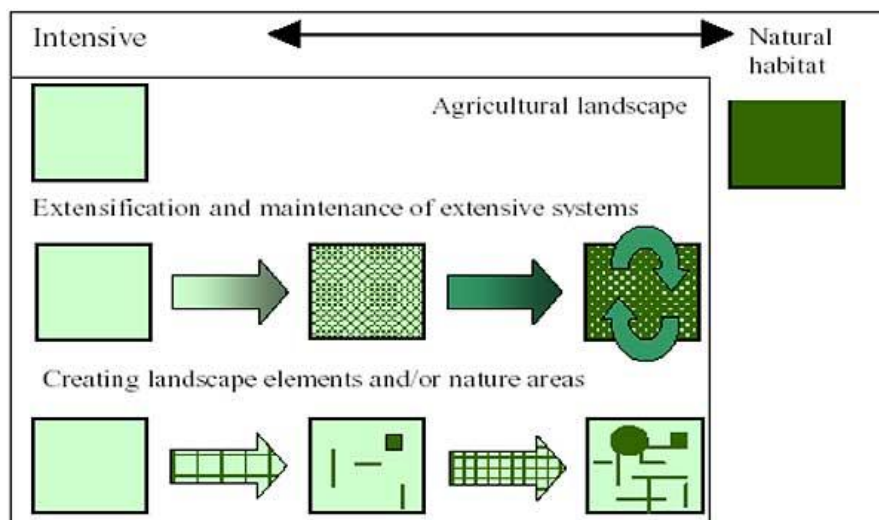 Intensive
Natural
habitat
Agricultural landscape
Extensification and maintenance of extensive systems
Creating landscape elements and/or nature areas